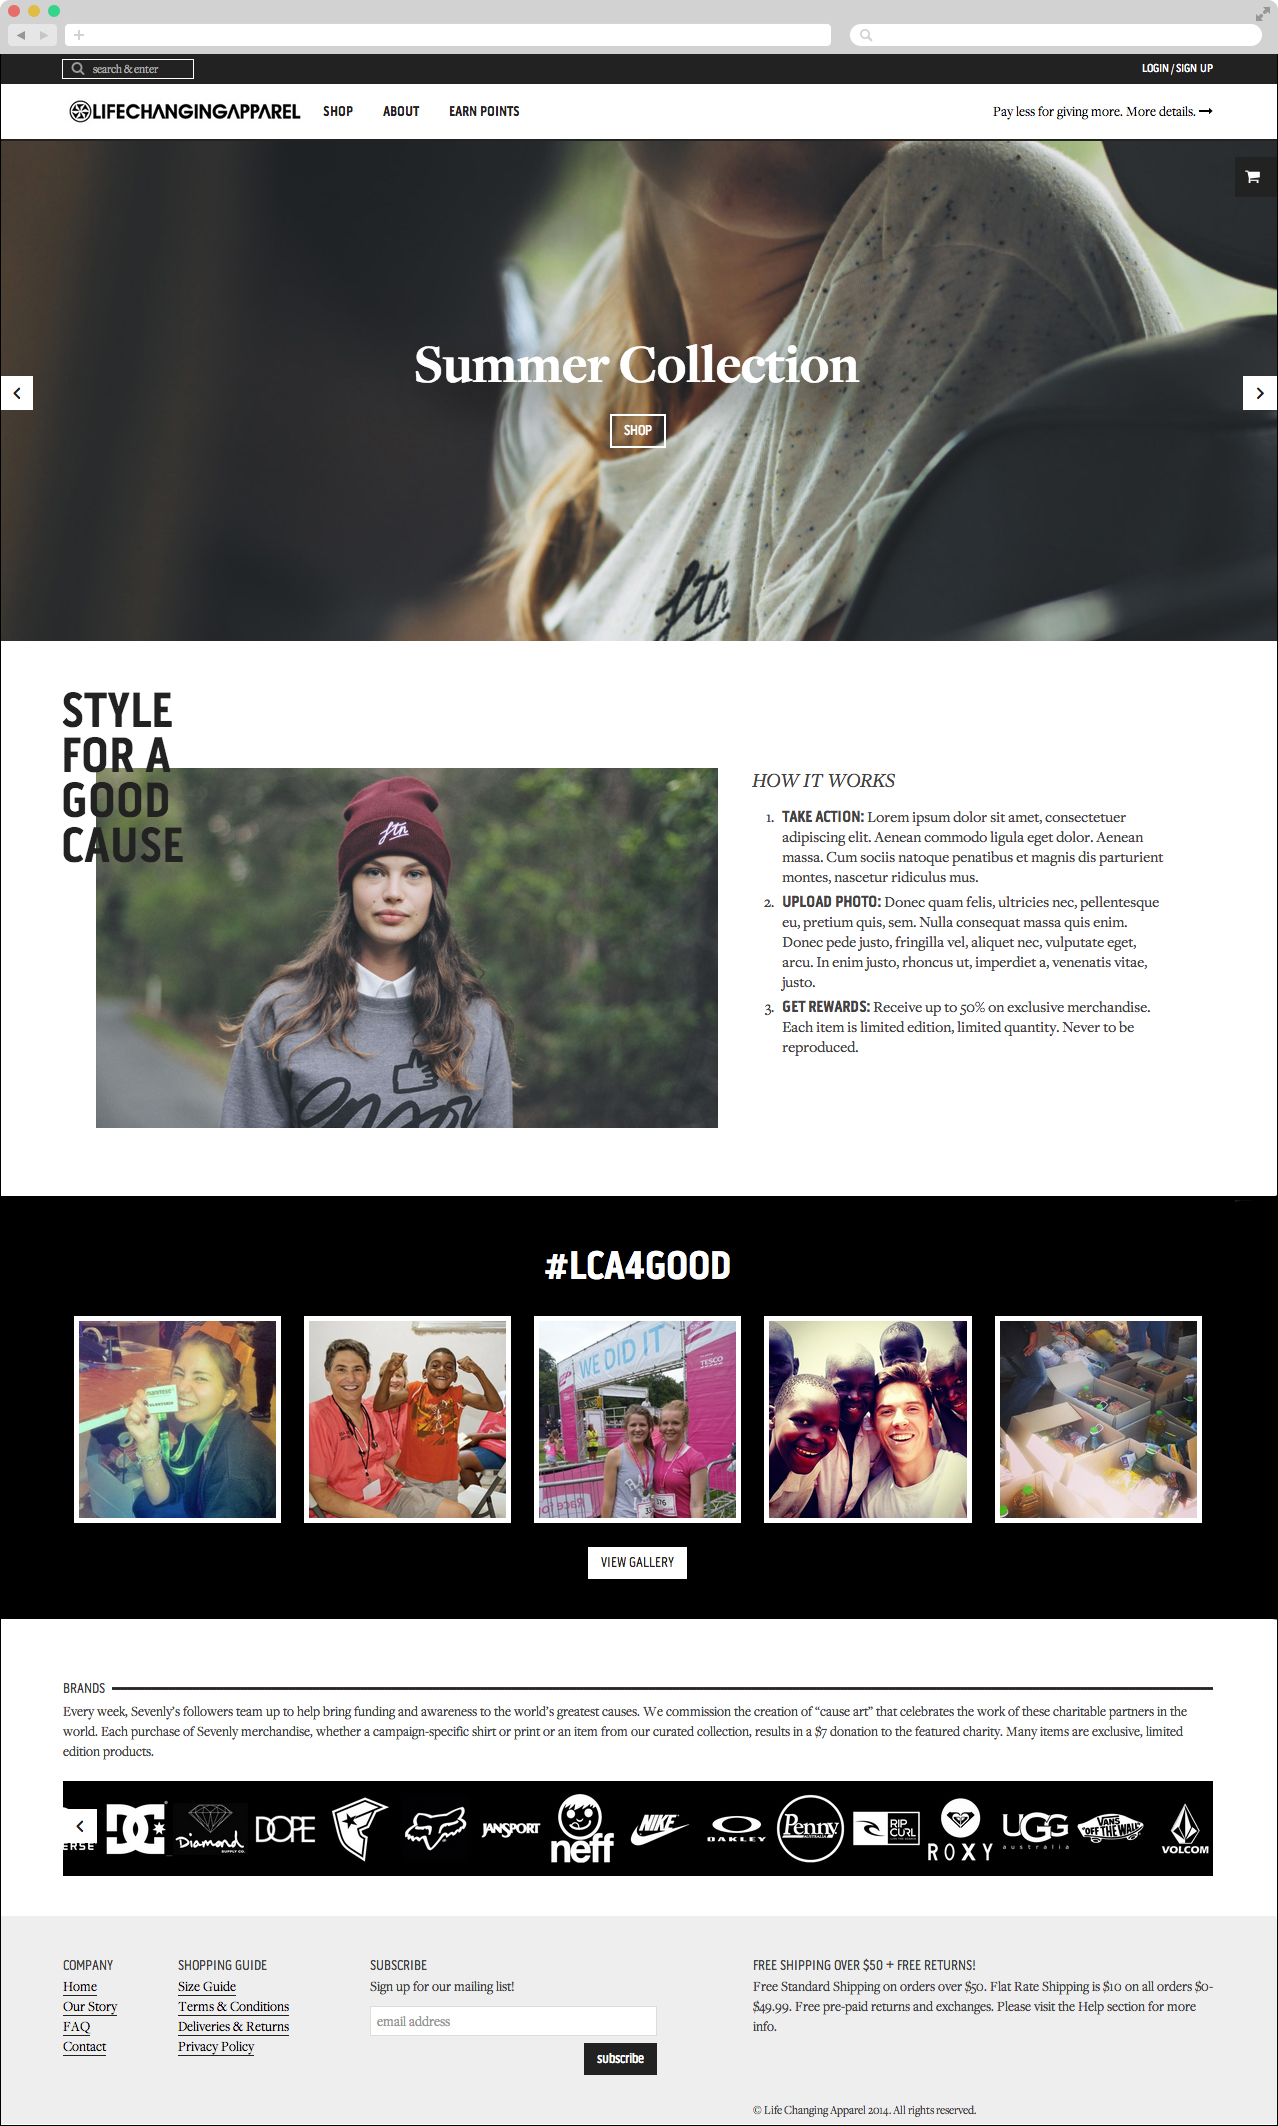 search & enter
LOGIN / SIGN UP
LIFECHANGINGAPPAREL
SHOP
ABOUT
EARN POINTS
Pay less for giving more. More details.
Summer Collection
SHOP
ftn
STYLE
FOR A
GOOD
CAUSE
ftn
HOW IT WORKS
1. TAKE ACTION: Lorem ipsum dolor sit amet, consectetuer
adipiscing elit. Aenean commodo ligula eget dolor. Aenean
massa. Cum sociis natoque penatibus et magnis dis parturient
montes, nascetur ridiculus mus.
2. UPLOAD PHOTO: Donec quam felis, ultricies nec, pellentesque
eu, pretium quis, sem. Nulla consequat massa quis enim.
Donec pede justo, fringilla vel, aliquet nec, vulputate eget,
arcu. In enim justo, rhoncus ut, imperdiet a, venenatis vitae,
justo.
3. GET REWARDS: Receive up to 50% on exclusive merchandise.
Each item is limited edition, limited quantity. Never to be
reproduced.
#LCA4GOOD
WE DID IT
TESCO
VIEW GALLERY
BRANDS
Every week, Sevenly's followers team up to help bring funding and awareness to the world's greatest causes. We commission the creation of “cause art” that celebrates the work of these charitable partners in the
world. Each purchase of Sevenly merchandise, whether a campaign-specific shirt or print or an item from our curated collection, results in a $7 donation to the featured charity. Many items are exclusive, limited
edition products.
ERSE
DC
Diamond
SUPPLY CO.
DOPE
F
fox
JANSPORT
neff
NIKE
OAKLEY
Penny
AUSTRALIA
RIP CURL
ROXY
UGG
australia
VANS
"OFF THE WALL"
VOLCOM
COMPANY
Home
Our Story
FAQ
Contact
SHOPPING GUIDE
Size Guide
Terms & Conditions
Deliveries & Returns
Privacy Policy
SUBSCRIBE
Sign up for our mailing list!
email address
subscribe
FREE SHIPPING OVER $50 + FREE RETURNS!
Free Standard Shipping on orders over $50. Flat Rate Shipping is $10 on all orders $0-
$49.99. Free pre-paid returns and exchanges. Please visit the Help section for more
info.
© Life Changing Apparel 2014. All rights reserved.